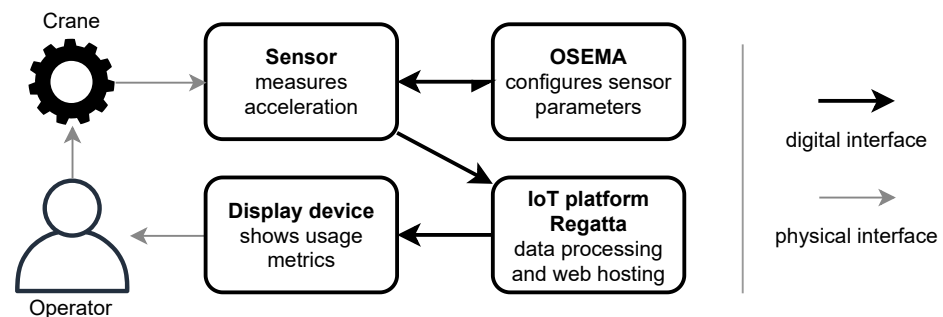 Crane
Sensor
measures
acceleration
OSEMA
configures sensor
parameters
digital interface
Display device
shows usage
metrics
IoT platform
Regatta
data processing
and web hosting
physical interface
Operator